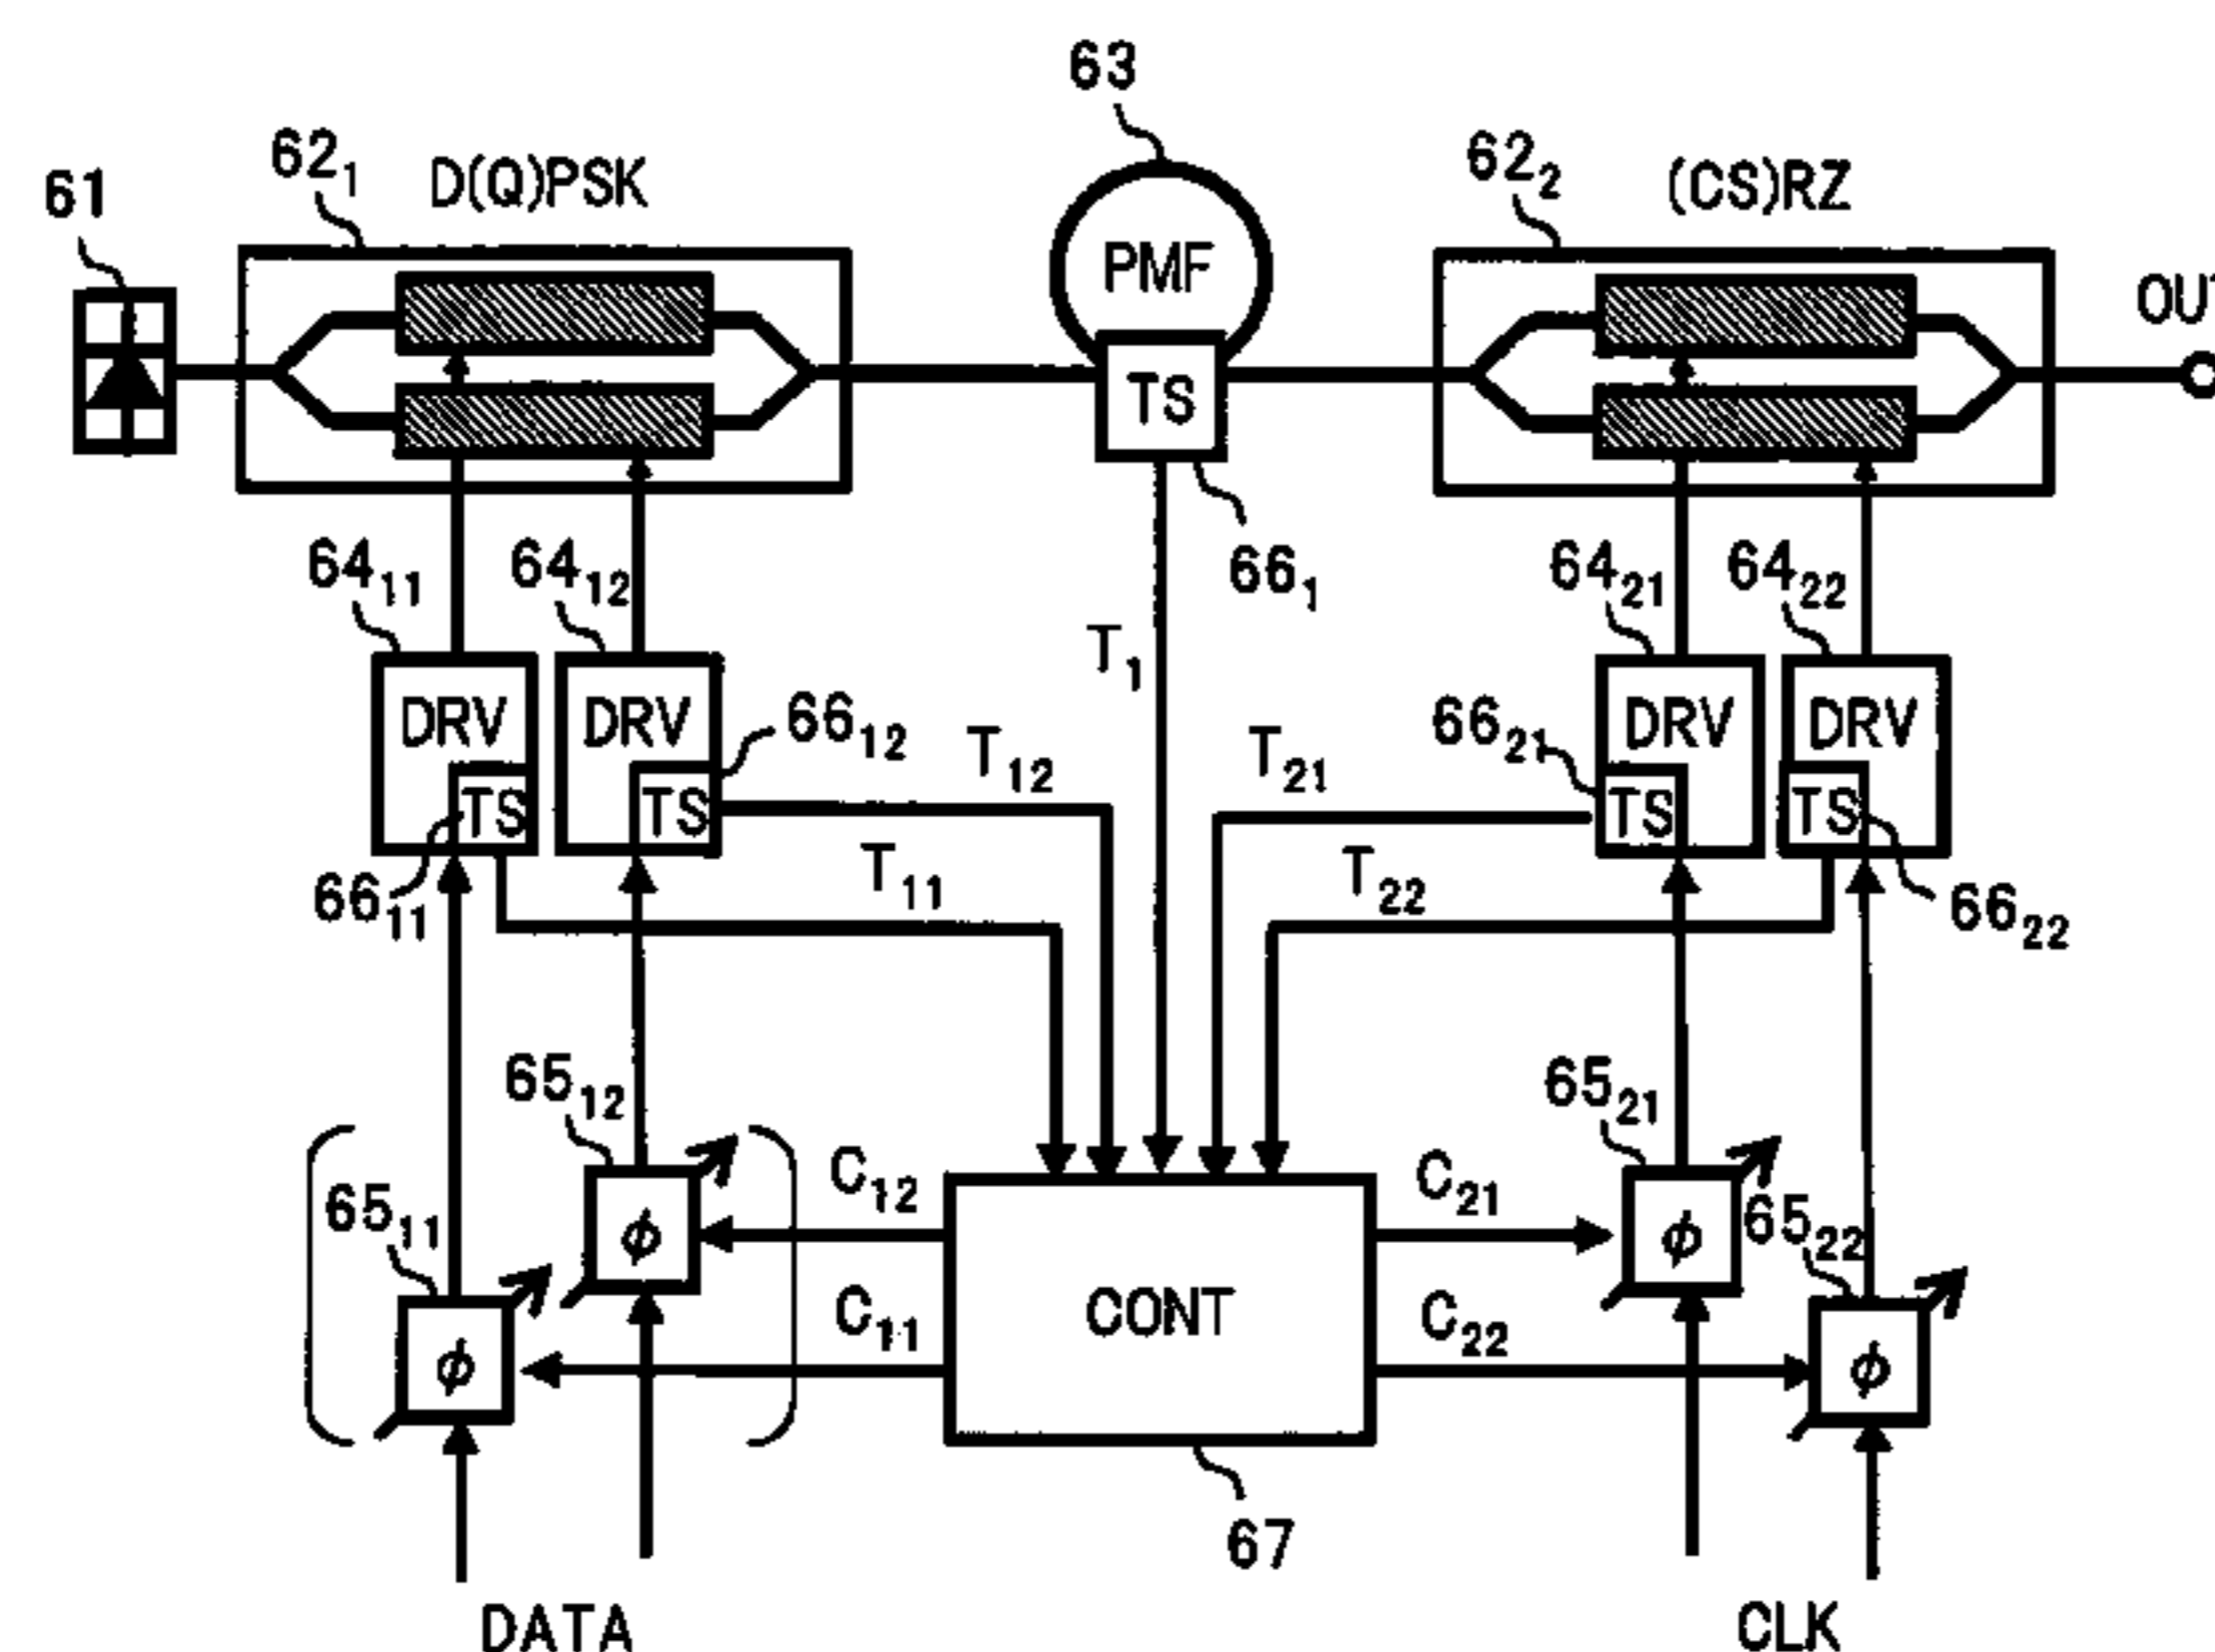 63
62₁ D(Q)PSK
62₂ (CS)RZ
61
PMF
OUT
TS
64₁₁ 64₁₂
66₁
64₂₁ 64₂₂
T₁
DRV DRV
66₁₂
T₁₂
T₂₁
66₂₁
DRV DRV
TS TS
TS TS
66₁₁
T₁₁
T₂₂
66₂₂
65₁₂
65₂₁
65₁₁
φ
C₁₂
C₂₁
φ
65₂₂
φ
C₁₁
CONT
C₂₂
φ
67
DATA
CLK